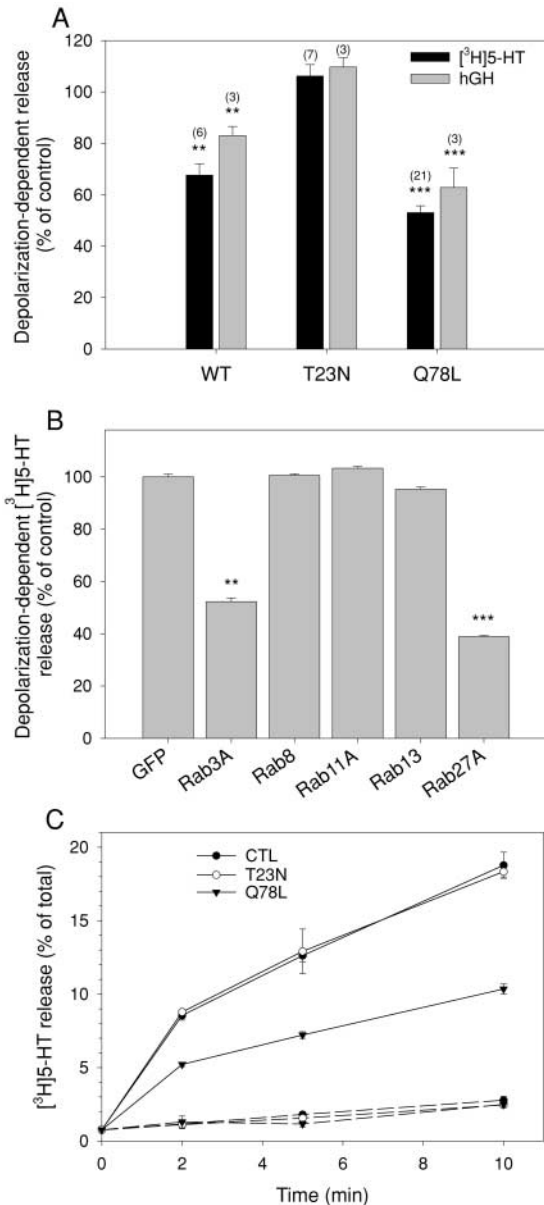 A
Depolarization-dependent release
(% of control)
120
100
80
60
40
20
0
[³H]5-HT
hGH
(6)
**
(3)
**
(7)
(3)
(21)
***
(3)
***
WT
T23N
Q78L
B
Depolarization-dependent [³H]5-HT
release (% of control)
100
80
60
40
20
0
**
***
GFP
Rab3A
Rab8
Rab11A
Rab13
Rab27A
C
[³H]5-HT release (% of total)
20
15
10
5
0
CTL
T23N
Q78L
0
2
4
6
8
10
Time (min)